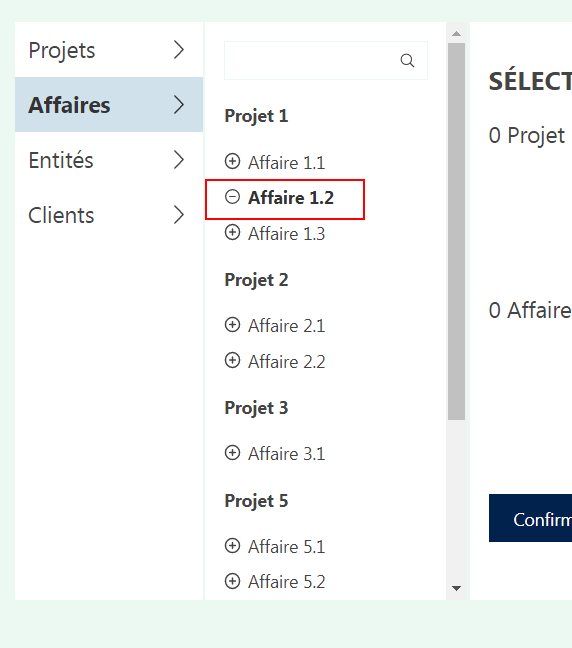 Projets
Affaires
Entités
Clients
Projet 1
Affaire 1.1
Affaire 1.2
Affaire 1.3
Projet 2
Affaire 2.1
Affaire 2.2
Projet 3
Affaire 3.1
Projet 5
Affaire 5.1
Affaire 5.2
SÉLECT
0 Projet
0 Affaire
Confirm